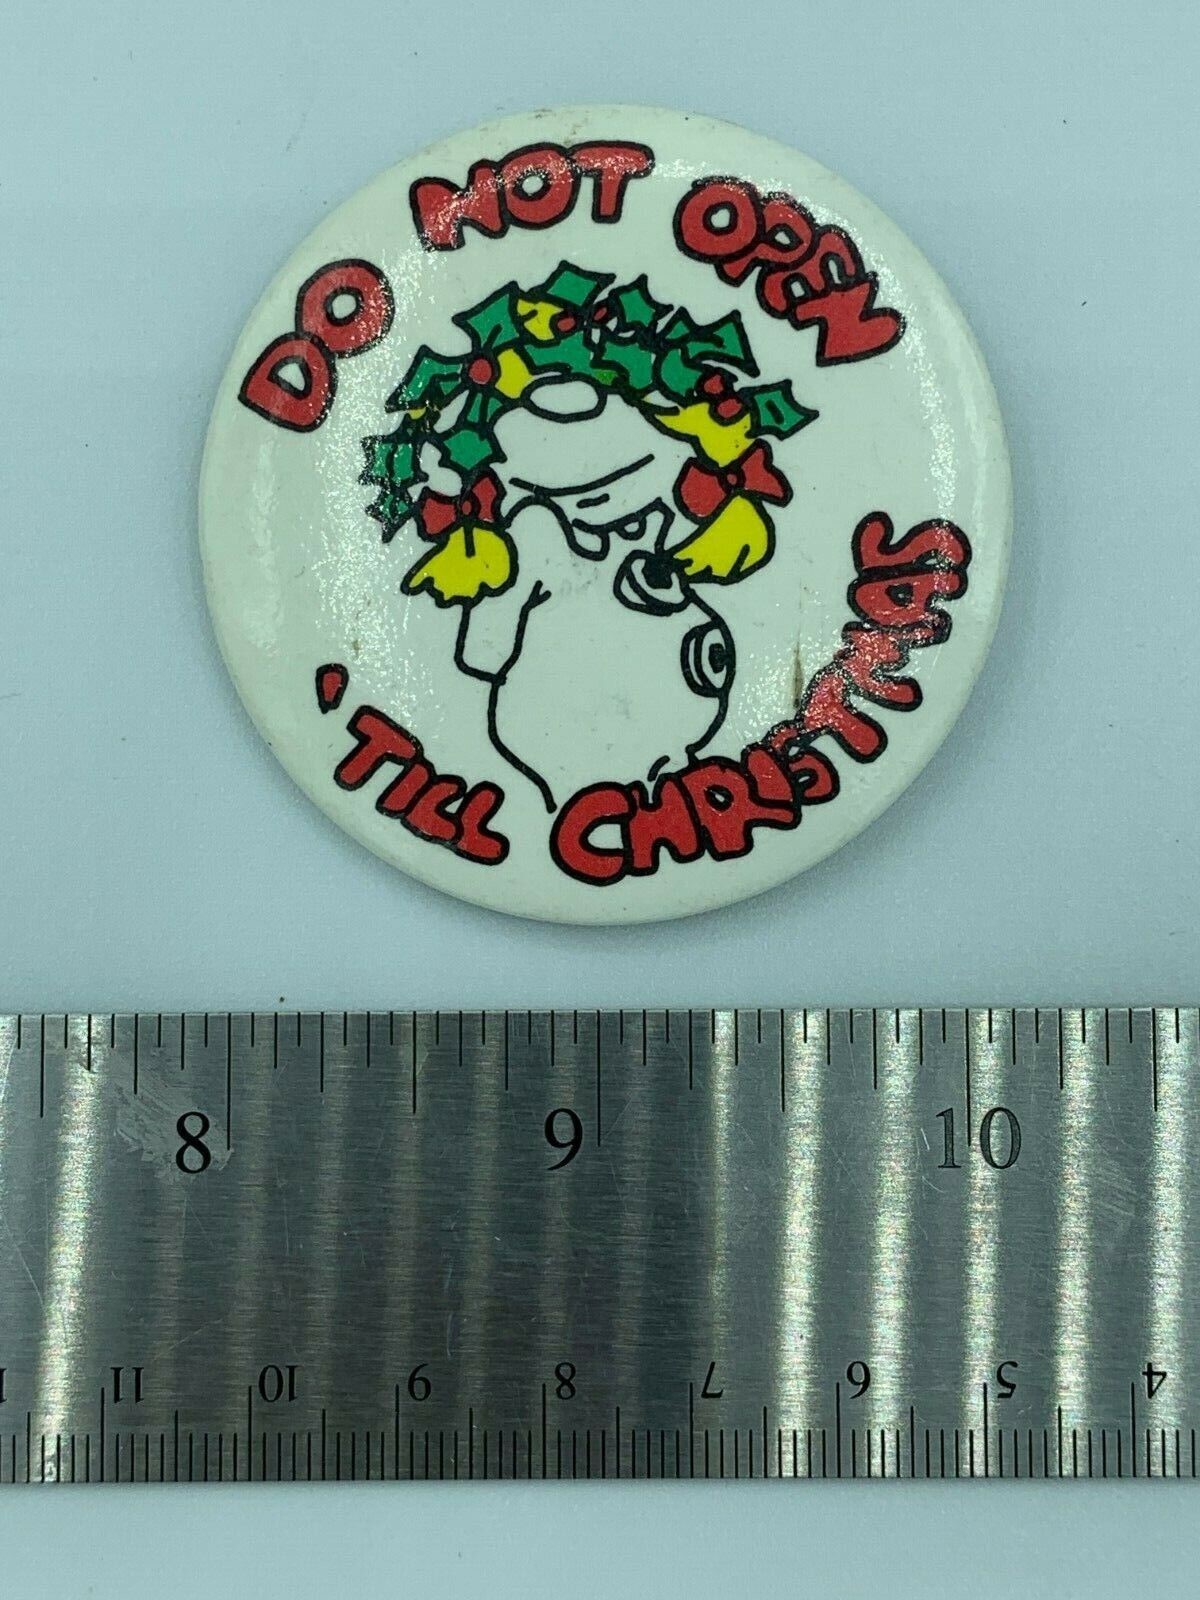 DO NOT OPEN
'TILL CHRISTMAS
8 9 10
11 10 9 8 7 6 5 4